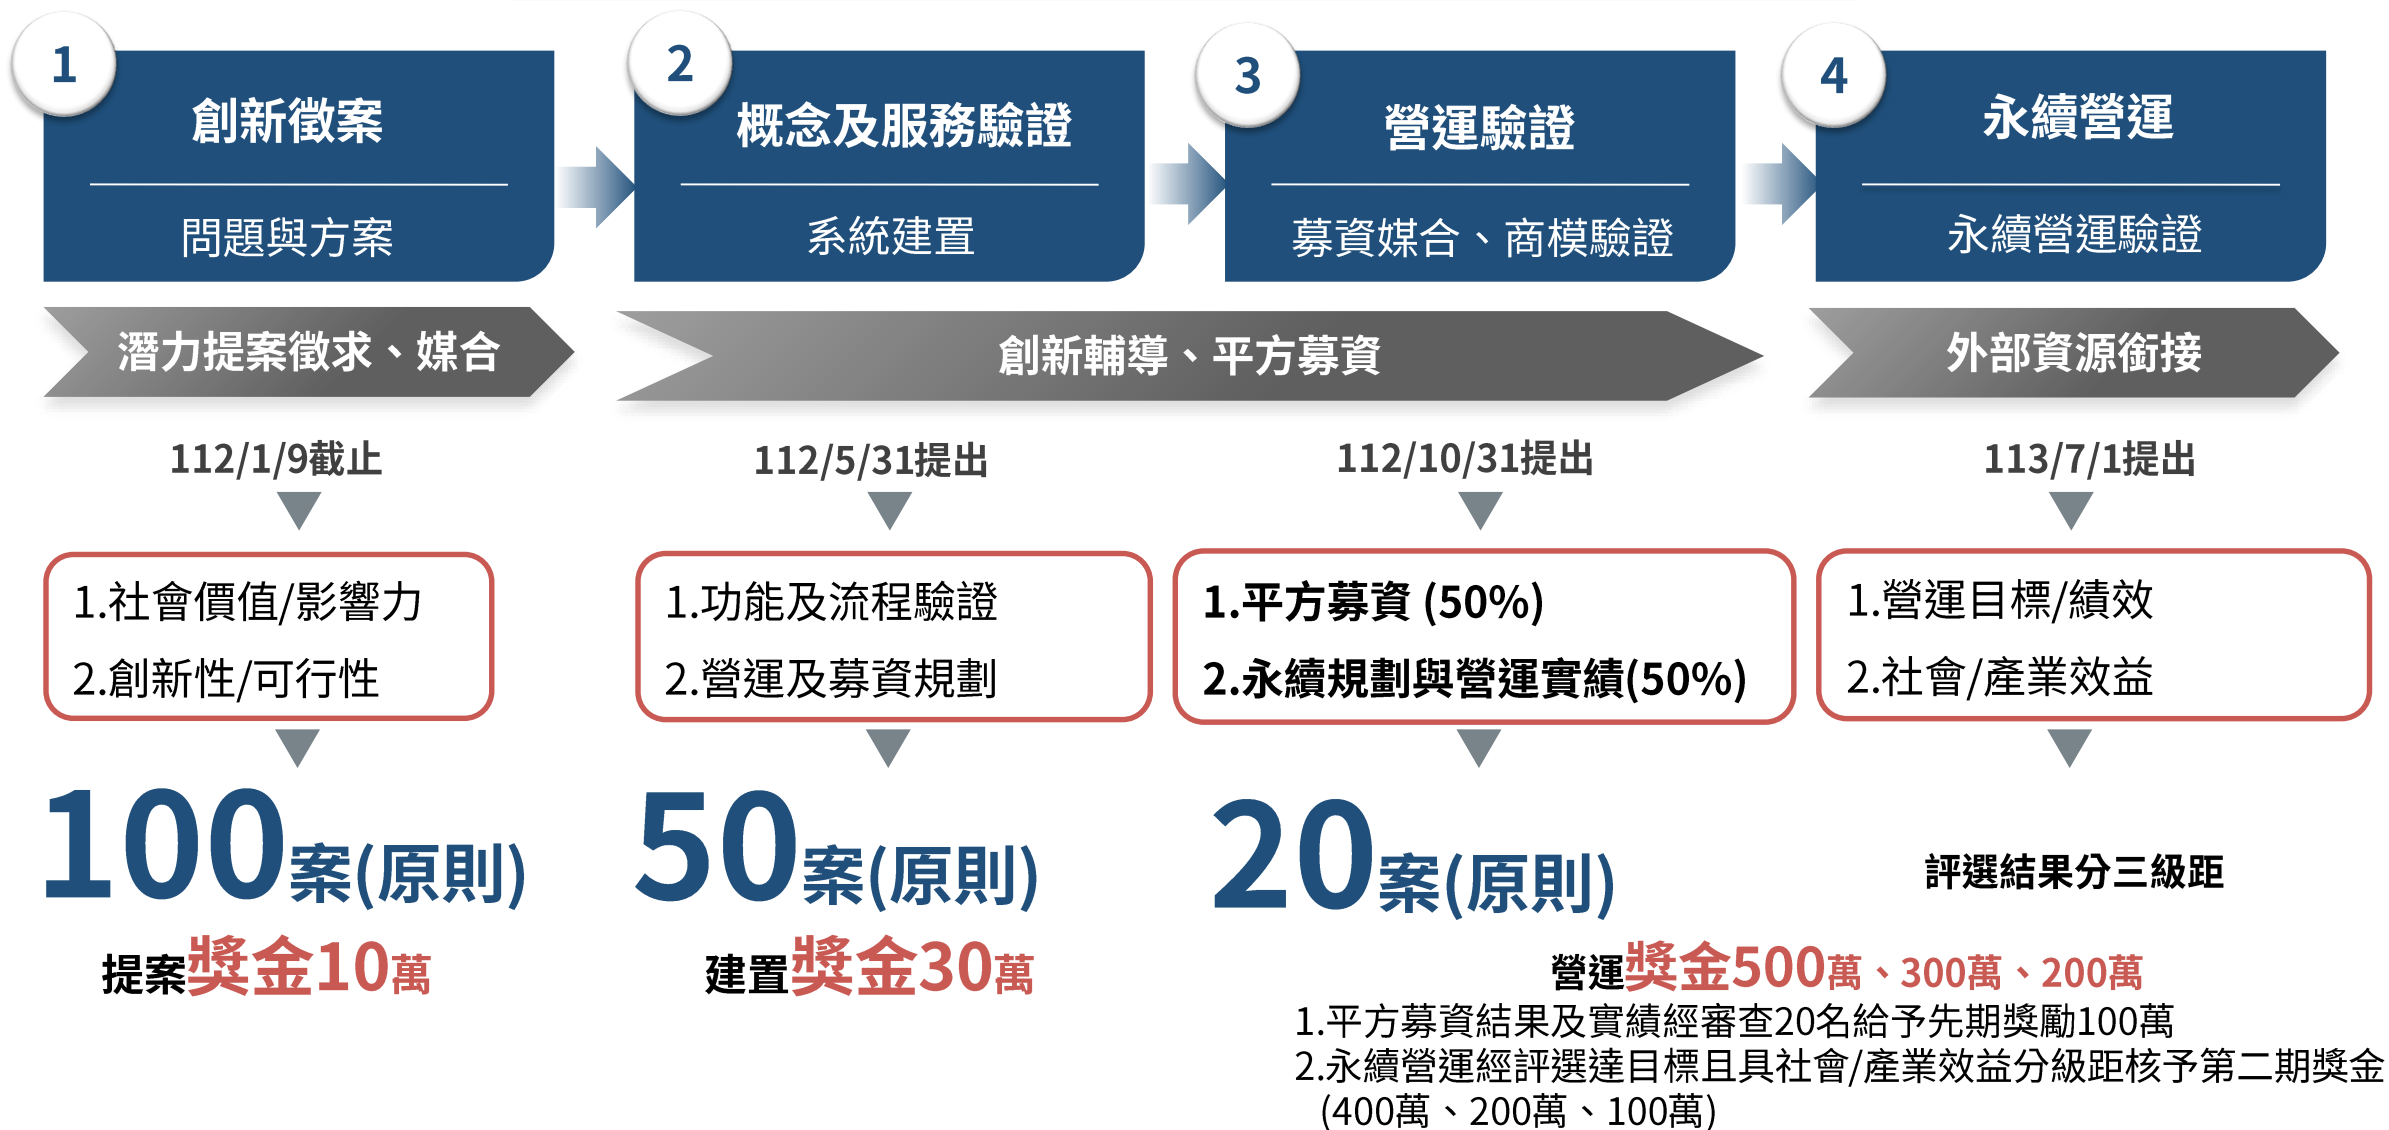 1
創新徵案
問題與方案
2
概念及服務驗證
系統建置
3
營運驗證
募資媒合、商模驗證
4
永續營運
永續營運驗證
潛力提案徵求、媒合
創新輔導、平方募資
外部資源銜接
112/1/9截止
112/5/31提出
112/10/31提出
113/7/1提出
1.社會價值/影響力
2.創新性/可行性
1.功能及流程驗證
2.營運及募資規劃
1.平方募資 (50%)
2.永續規劃與營運實績(50%)
1.營運目標/績效
2.社會/產業效益
100案(原則)
提案獎金10萬
50案(原則)
建置獎金30萬
20案(原則)
評選結果分三級距
營運獎金500萬、300萬、200萬
1.平方募資結果及實績經審查20名給予先期獎勵100萬
2.永續營運經評選達目標且具社會/產業效益分級距核予第二期獎金
(400萬、200萬、100萬)